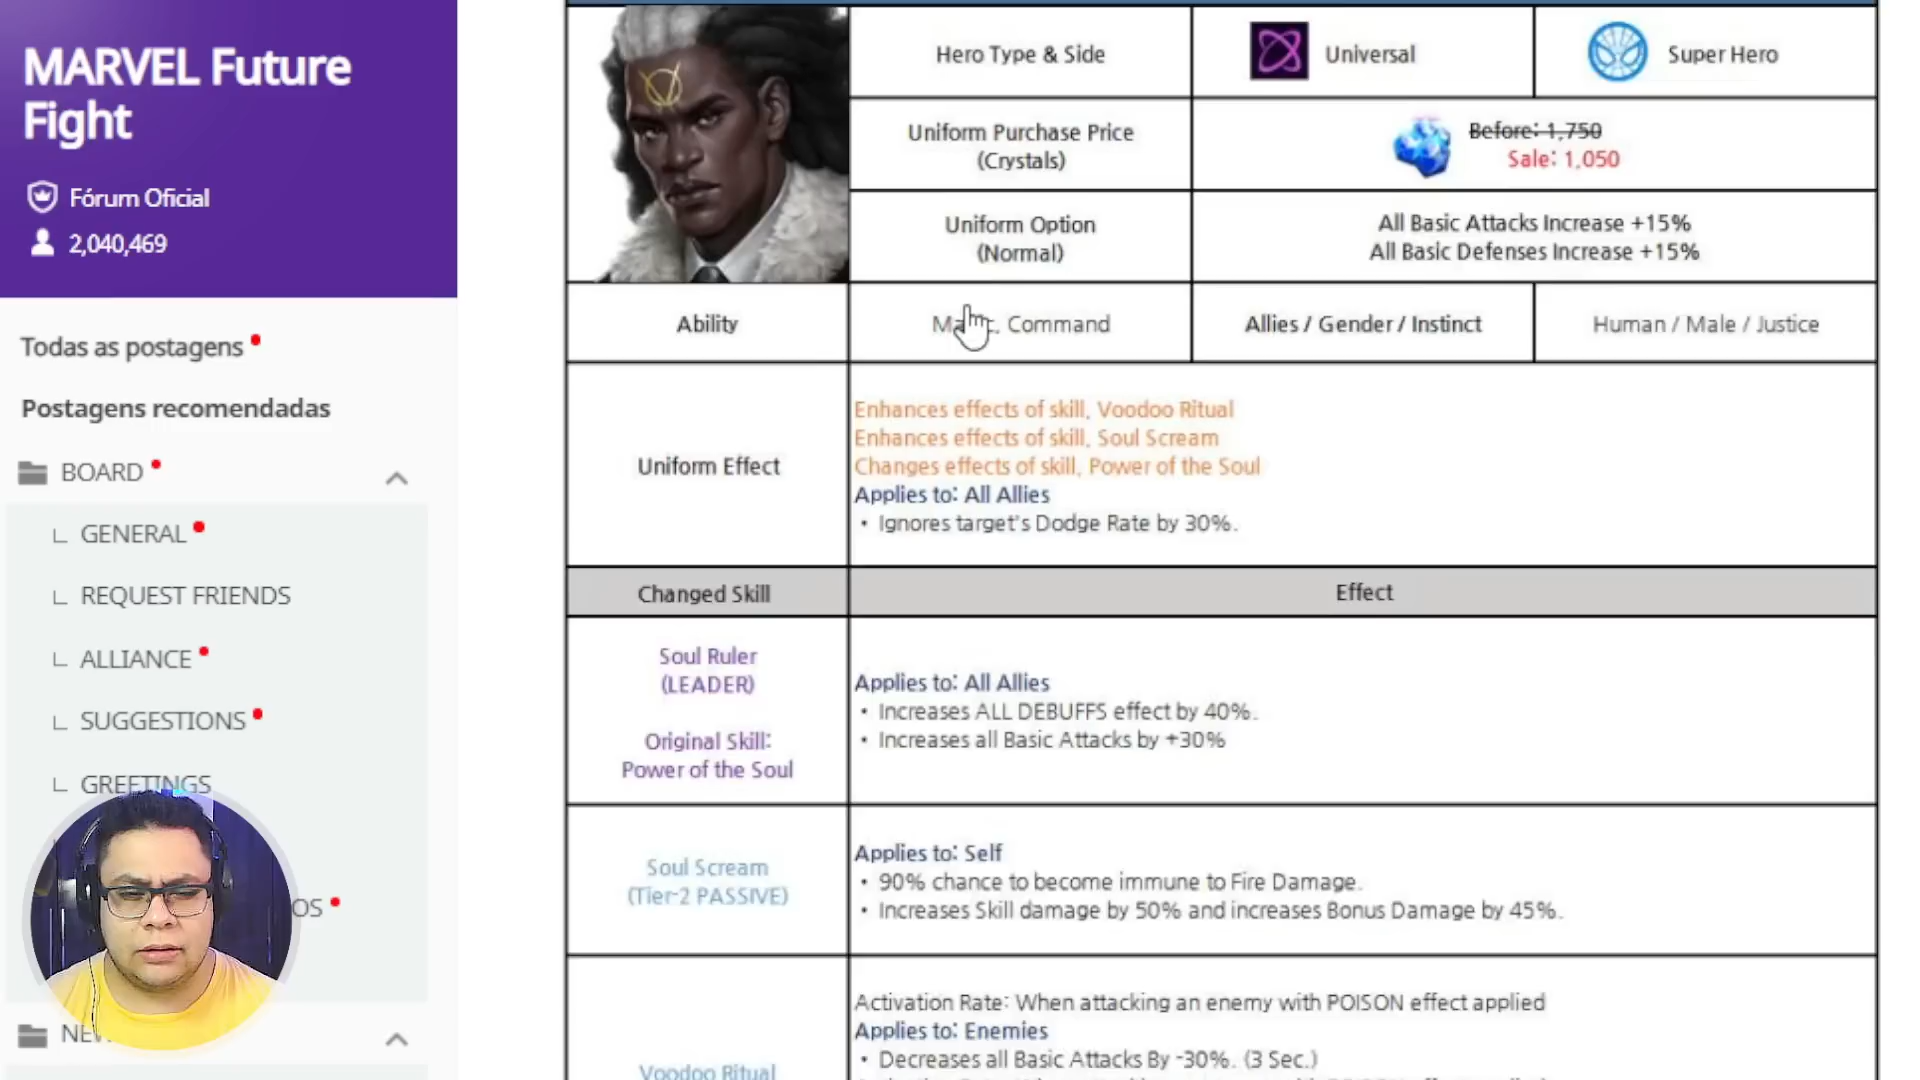 MARVEL Future
Fight
Fórum Oficial
2,040,469
Todas as postagens
Postagens recomendadas
BOARD
GENERAL
REQUEST FRIENDS
ALLIANCE
SUGGESTIONS
GREETINGS
OS
Hero Type & Side
Universal
Super Hero
Uniform Purchase Price
(Crystals)
Before: 1,750
Sale: 1,050
Uniform Option
(Normal)
All Basic Attacks Increase +15%
All Basic Defenses Increase +15%
Ability
Command
Allies / Gender / Instinct
Human / Male / Justice
Uniform Effect
Enhances effects of skill, Voodoo Ritual
Enhances effects of skill, Soul Scream
Changes effects of skill, Power of the Soul
Applies to: All Allies
• Ignores target's Dodge Rate by 30%.
Changed Skill
Effect
Soul Ruler
(LEADER)
Original Skill:
Power of the Soul
Applies to: All Allies
• Increases ALL DEBUFFS effect by 40%.
• Increases all Basic Attacks by +30%
Soul Scream
(Tier-2 PASSIVE)
Applies to: Self
• 90% chance to become immune to Fire Damage.
• Increases Skill damage by 50% and increases Bonus Damage by 45%.
Voodoo Ritual
Activation Rate: When attacking an enemy with POISON effect applied
Applies to: Enemies
• Decreases all Basic Attacks By -30%. (3 Sec.)